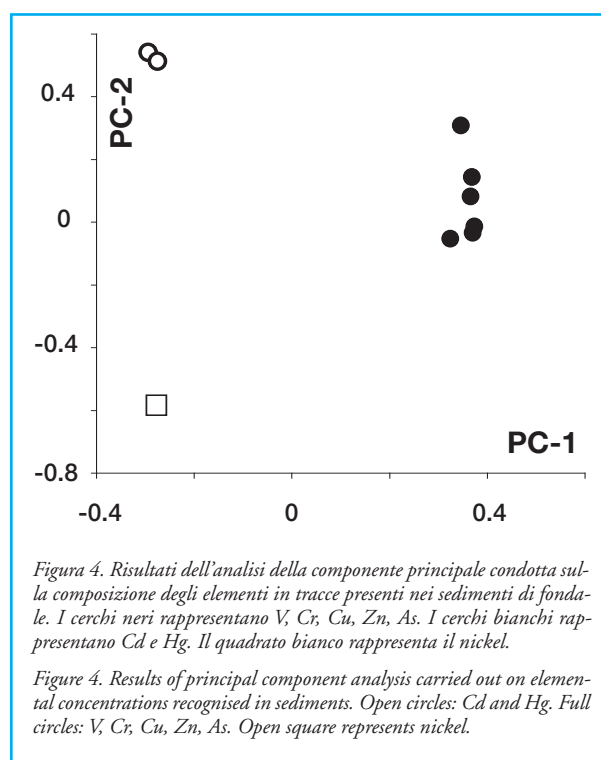 0.4
PC-2
0
-0.4
-0.8
PC-1
-0.4
0
0.4
Figura 4. Risultati dell'analisi della componente principale condotta sul-
la composizione degli elementi in tracce presenti nei sedimenti di fonda-
le. I cerchi neri rappresentano V, Cr, Cu, Zn, As. I cerchi bianchi rap-
presentano Cd e Hg. Il quadrato bianco rappresenta il nickel.
Figure 4. Results of principal component analysis carried out on elemen-
tal concentrations recognised in sediments. Open circles: Cd and Hg. Full
circles: V, Cr, Cu, Zn, As. Open square represents nickel.